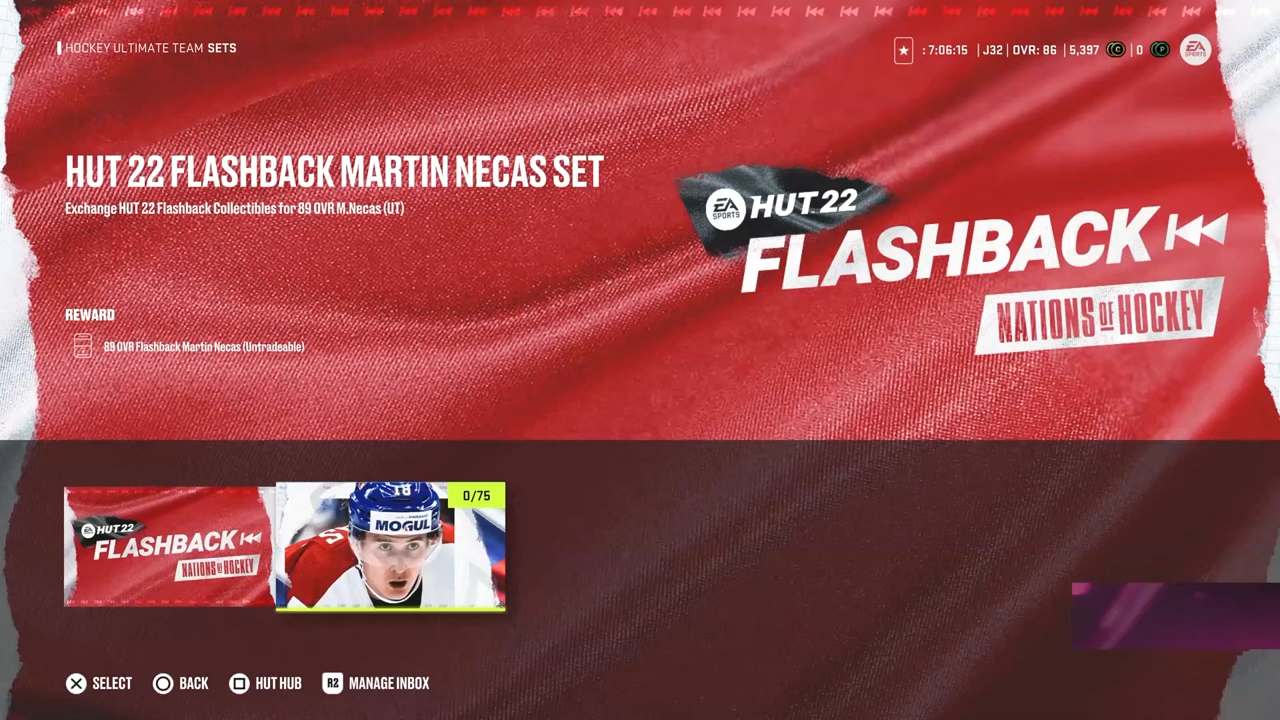 HOCKEY ULTIMATE TEAM SETS
: 7:06:15 | J32 | OVR: 86 | 5,397 C | 0 P
EA SPORTS
HUT 22 FLASHBACK MARTIN NECAS SET
Exchange HUT 22 Flashback Collectibles for 89 OVR M.Necas (UT)
EA SPORTS HUT 22
FLASHBACK
NATIONS OF HOCKEY
REWARD
89 OVR Flashback Martin Necas (Untradeable)
HUT 22
FLASHBACK
NATIONS OF HOCKEY
0/75
18
MOGUL
SELECT
BACK
HUT HUB
R2 MANAGE INBOX